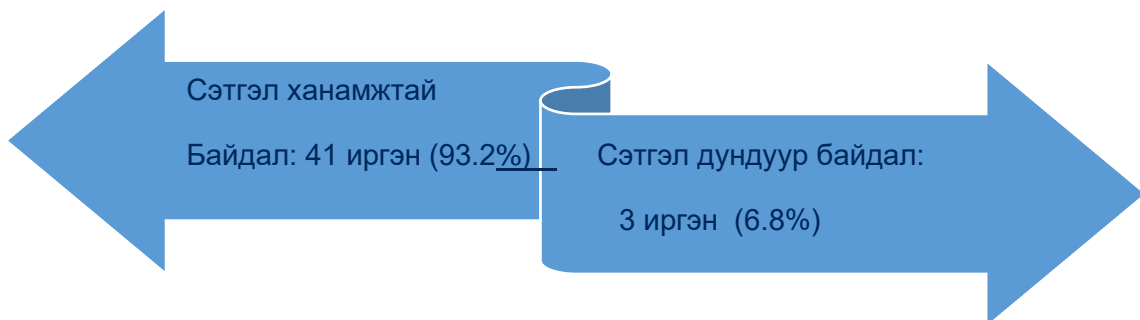 Сэтгэл ханамжтай
Байдал: 41 иргэн (93.2%)
Сэтгэл дундуур байдал:
3 иргэн (6.8%)